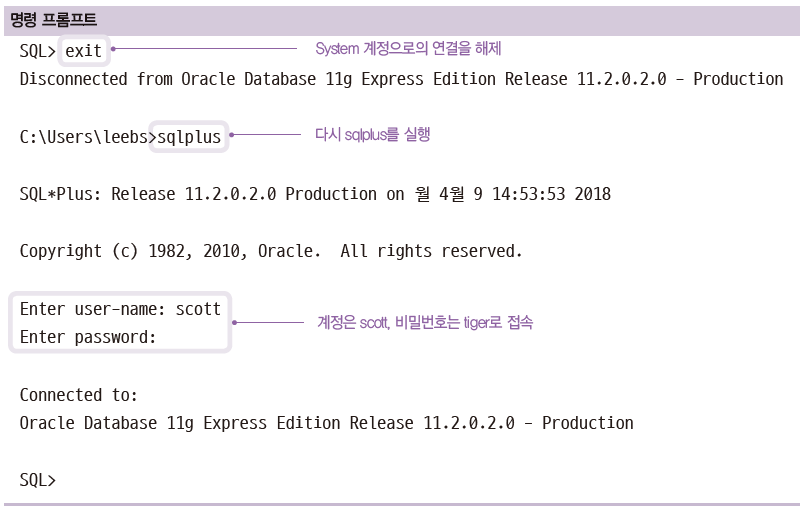 명령 프롬프트
SQL> exit
System 계정으로의 연결을 해제
Disconnected from Oracle Database 11g Express Edition Release 11.2.0.2.0 - Production
C:\Users\leebs>sqlplus
다시 sqlplus를 실행
SQL*Plus: Release 11.2.0.2.0 Production on 월 4월 9 14:53:53 2018
Copyright (c) 1982, 2010, Oracle.  All rights reserved.
Enter user-name: scott
Enter password:
계정은 scott, 비밀번호는 tiger로 접속
Connected to:
Oracle Database 11g Express Edition Release 11.2.0.2.0 - Production
SQL>